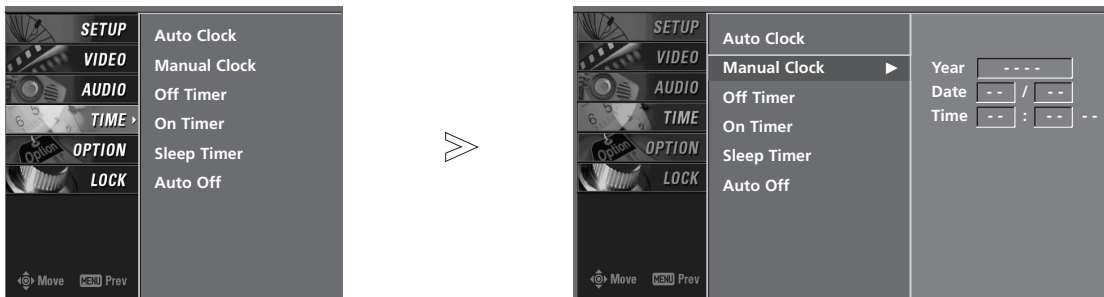 SETUP
VIDEO
AUDIO
TIME
OPTION
LOCK
Auto Clock
Manual Clock
Off Timer
On Timer
Sleep Timer
Auto Off
Move MENU Prev
SETUP
VIDEO
AUDIO
TIME
OPTION
LOCK
Auto Clock
Manual Clock ►
Off Timer
On Timer
Sleep Timer
Auto Off
Year - - - -
Date - - / - -
Time - - : - - - -
Move MENU Prev